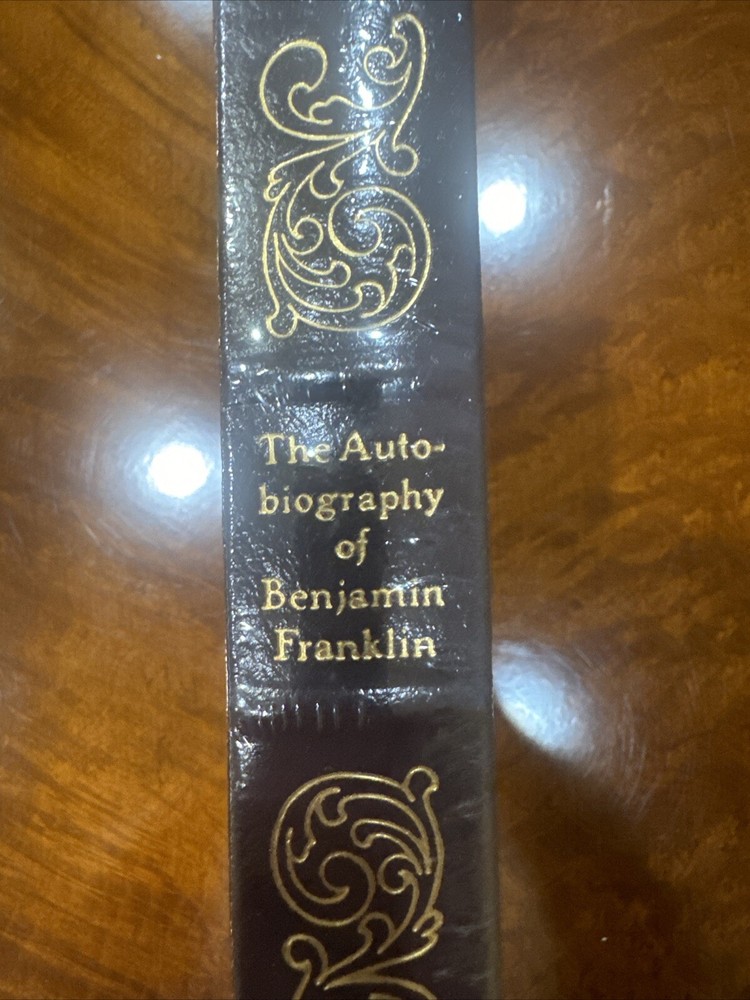 The Auto-
biography
of
Benjamin
Franklin